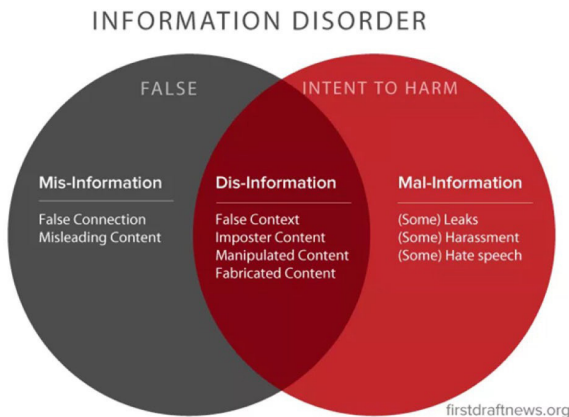 INFORMATION DISORDER
FALSE
INTENT TO HARM
Mis-Information
False Connection
Misleading Content
Dis-Information
False Context
Imposter Content
Manipulated Content
Fabricated Content
Mal-Information
(Some) Leaks
(Some) Harassment
(Some) Hate speech
firstdraftnews.org